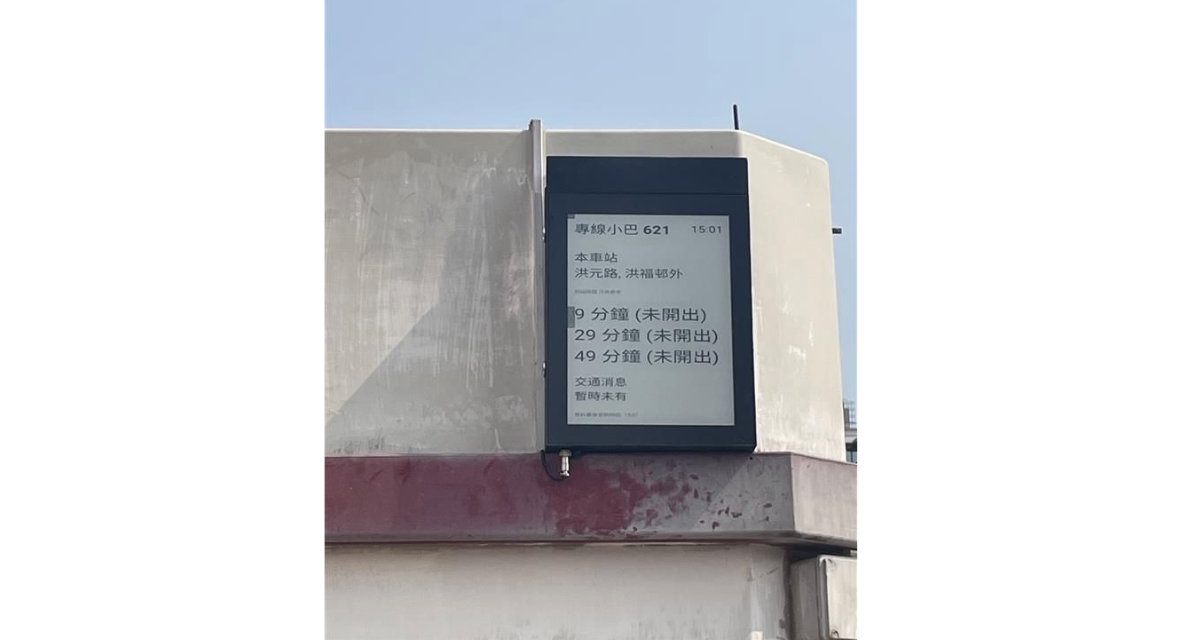 專線小巴 621 15:01
本車站
洪元路, 洪福邨外
9 分鐘 (未開出)
29 分鐘 (未開出)
49 分鐘 (未開出)
交通消息
暫時未有